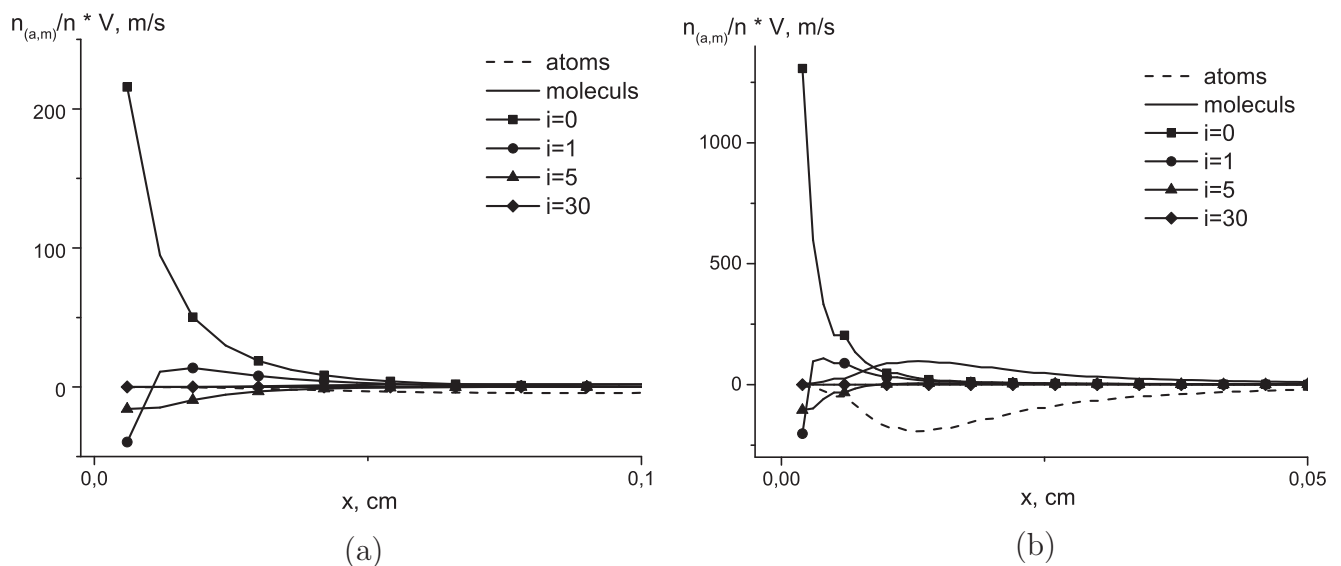 n(a,m)/n * V, m/s
atoms
moleculs
i=0
i=1
i=5
i=30
200
100
0
0,0
0,1
x, cm
(a)
n(a,m)/n * V, m/s
atoms
moleculs
i=0
i=1
i=5
i=30
1000
500
0
0,00
0,05
x, cm
(b)